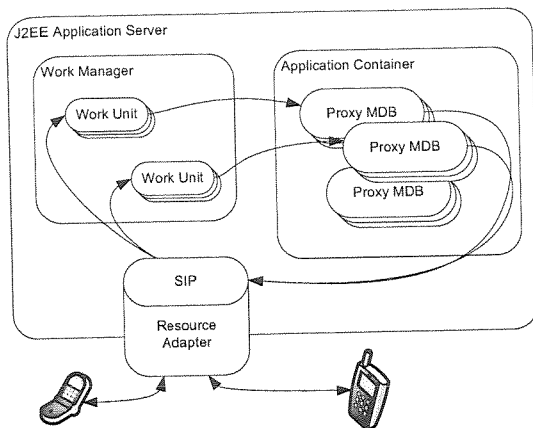 J2EE Application Server
Work Manager
Application Container
Work Unit
Proxy MDB
Proxy MDB
Work Unit
Proxy MDB
SIP
Resource
Adapter